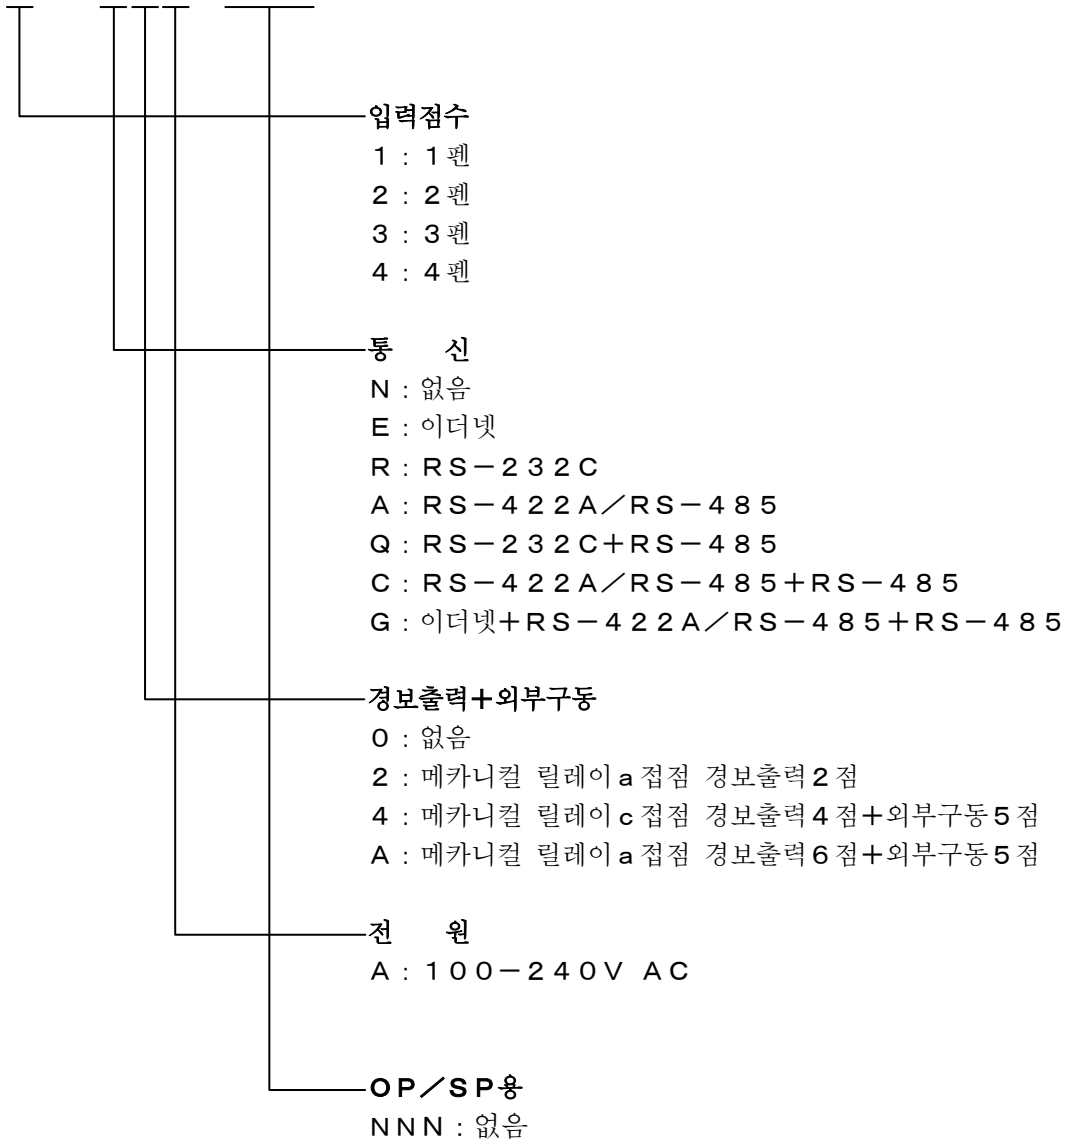 입력점수
1 : 1펜
2 : 2펜
3 : 3펜
4 : 4펜
통 신
N : 없음
E : 이더넷
R : RS-232C
A : RS-422A/RS-485
Q : RS-232C+RS-485
C : RS-422A/RS-485+RS-485
G : 이더넷+RS-422A/RS-485+RS-485
경보출력+외부구동
0 : 없음
2 : 메카니컬 릴레이a접점 경보출력2점
4 : 메카니컬 릴레이c접점 경보출력4점+외부구동5점
A : 메카니컬 릴레이a접점 경보출력6점+외부구동5점
전 원
A : 100-240V AC
OP/SP용
NNN : 없음